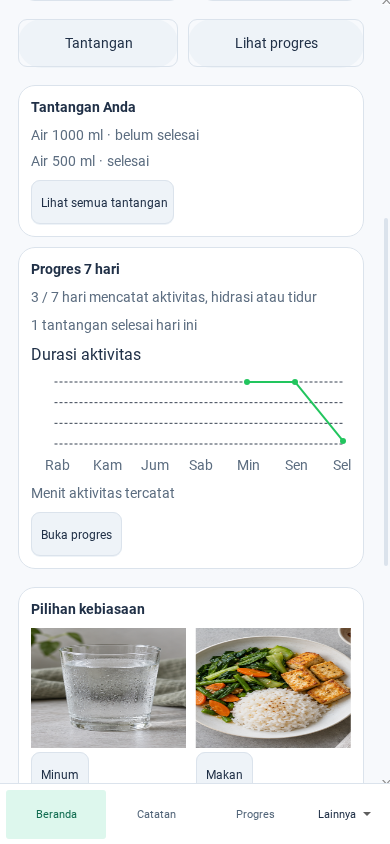 Tantangan
Lihat progres
Tantangan Anda
Air 1000 ml · belum selesai
Air 500 ml · selesai
Lihat semua tantangan
Progres 7 hari
3 / 7 hari mencatat aktivitas, hidrasi atau tidur
1 tantangan selesai hari ini
Durasi aktivitas
Rab Kam Jum Sab Min Sen Sel
Menit aktivitas tercatat
Buka progres
Pilihan kebiasaan
Minum
Makan
Beranda
Catatan
Progres
Lainnya